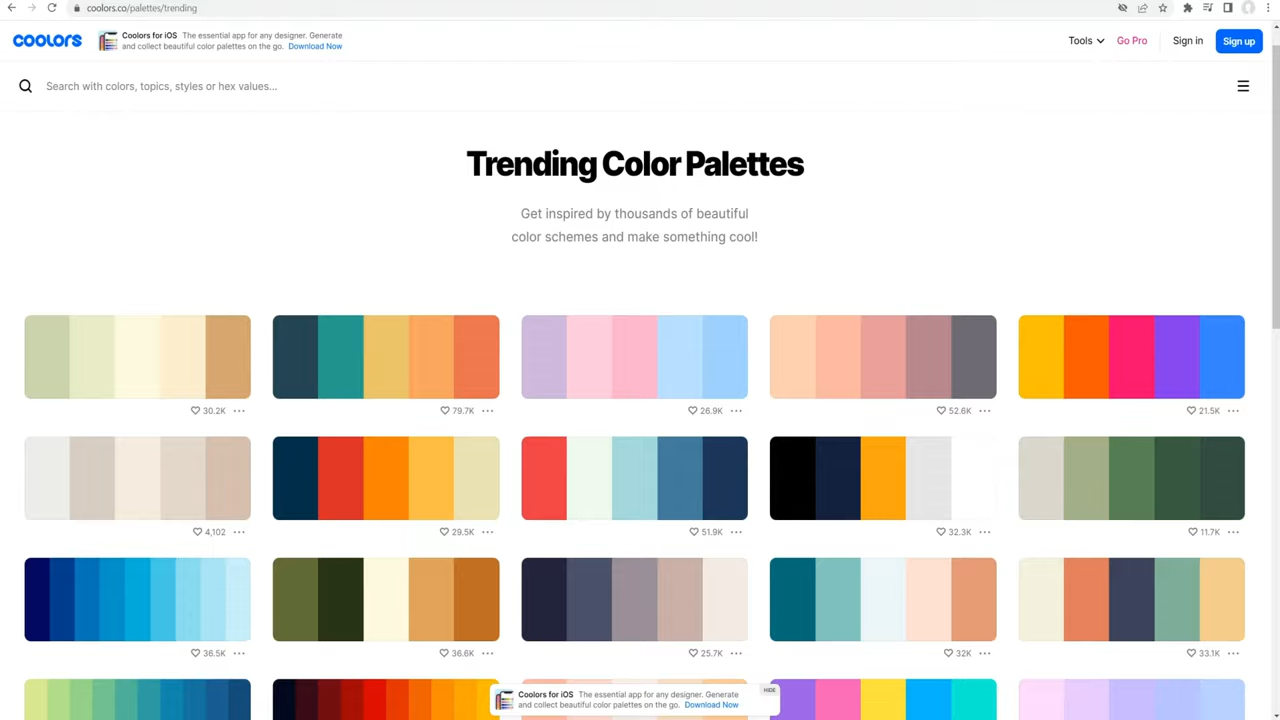 coolors.co/palettes/trending
coolors
Coolors for iOS The essential app for any designer. Generate
and collect beautiful color palettes on the go. Download Now
Tools
Go Pro
Sign in
Sign up
Search with colors, topics, styles or hex values...
Trending Color Palettes
Get inspired by thousands of beautiful
color schemes and make something cool!
30.2K
79.7K
26.9K
52.6K
21.5K
4,102
29.5K
51.9K
32.3K
11.7K
36.5K
36.6K
25.7K
32K
33.1K
Coolors for iOS The essential app for any designer. Generate
and collect beautiful color palettes on the go. Download Now
HIDE